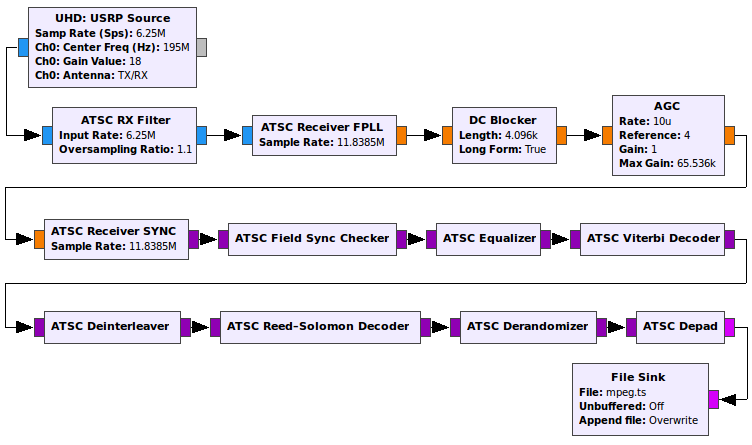 UHD: USRP Source
Samp Rate (Sps): 6.25M
Ch0: Center Freq (Hz): 195M
Ch0: Gain Value: 18
Ch0: Antenna: TX/RX
ATSC RX Filter
Input Rate: 6.25M
Oversampling Ratio: 1.1
ATSC Receiver FPLL
Sample Rate: 11.8385M
DC Blocker
Length: 4.096k
Long Form: True
AGC
Rate: 10u
Reference: 4
Gain: 1
Max Gain: 65.536k
ATSC Receiver SYNC
Sample Rate: 11.8385M
ATSC Field Sync Checker
ATSC Equalizer
ATSC Viterbi Decoder
ATSC Deinterleaver
ATSC Reed–Solomon Decoder
ATSC Derandomizer
ATSC Depad
File Sink
File: mpeg.ts
Unbuffered: Off
Append file: Overwrite